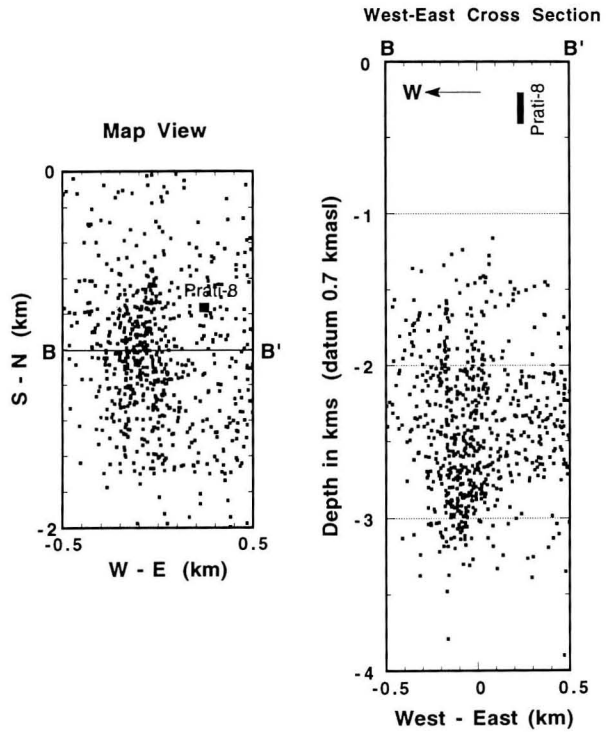 West-East Cross Section
B B'
0
W
Prati-8
-1
-2
-3
-4
-0.5 0 0.5
West - East (km)
Depth in kms (datum 0.7 kmasl)
Map View
0
Prati-8
B B'
S - N (km)
-2
-0.5 0.5
W - E (km)